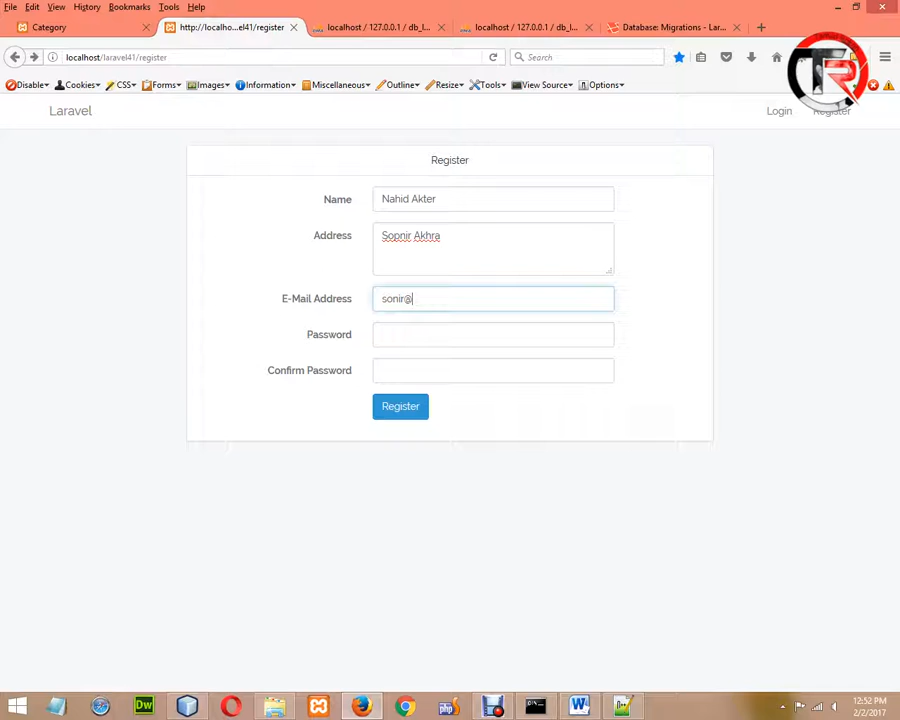 File Edit View History Bookmarks Tools Help
Category × http://localho...el41/register × localhost / 127.0.0.1 / db_l... × localhost / 127.0.0.1 / db_l... × Database: Migrations - Lar... × +
localhost/laravel41/register Search
Disable Cookies CSS Forms Images Information Miscellaneous Outline Resize Tools View Source Options
Laravel Login Register
Register
Name Nahid Akter
Address Sopnir Akhra
E-Mail Address sonir@
Password
Confirm Password
Register
12:52 PM
2/2/2017